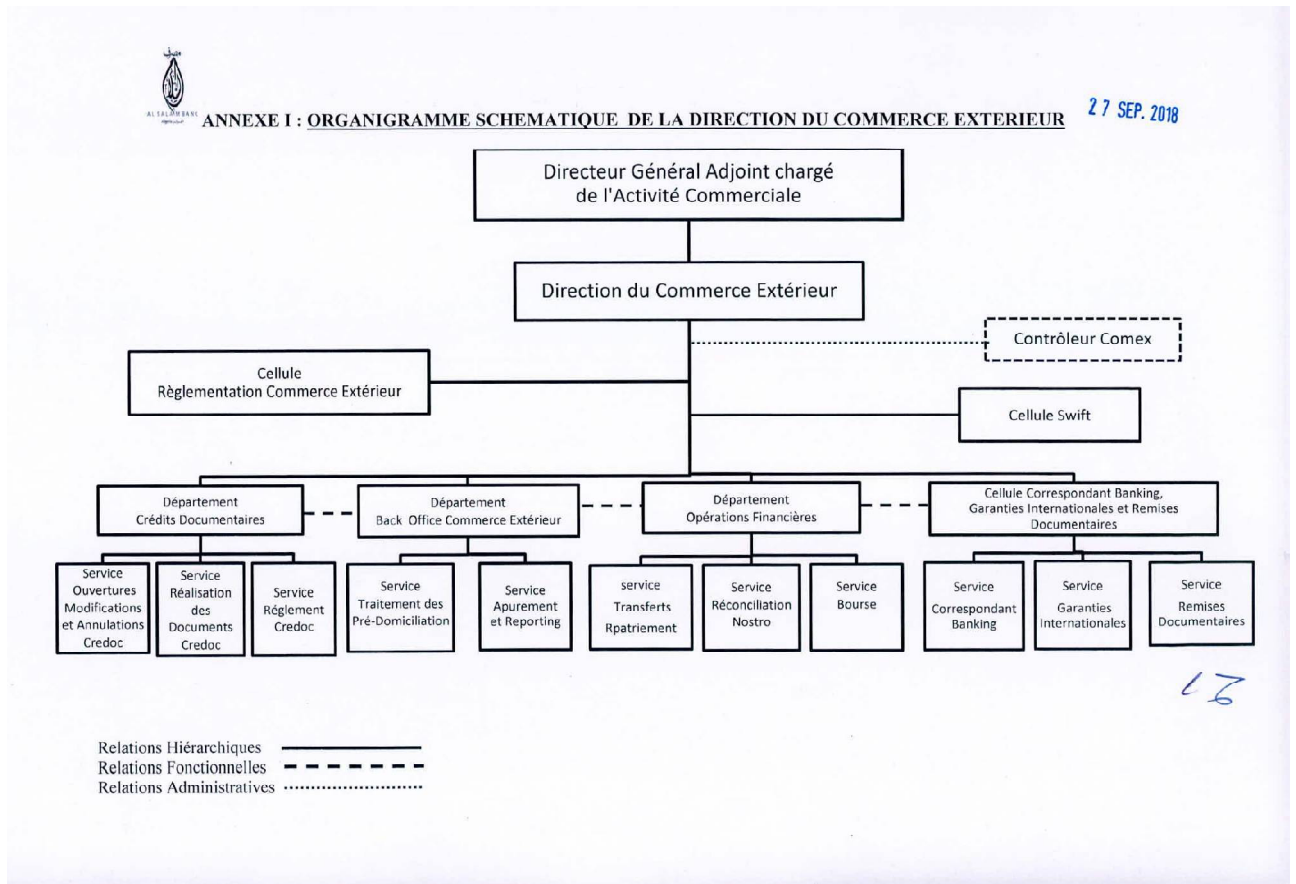 مصرف
AL SALAM BANK
ANNEXE I : ORGANIGRAMME SCHEMATIQUE DE LA DIRECTION DU COMMERCE EXTERIEUR
27 SEP. 2018
Directeur Général Adjoint chargé
de l'Activité Commerciale
Direction du Commerce Extérieur
Contrôleur Comex
Cellule
Règlementation Commerce Extérieur
Cellule Swift
Département
Crédits Documentaires
Département
Back Office Commerce Extérieur
Département
Opérations Financières
Cellule Correspondant Banking,
Garanties Internationales et Remises
Documentaires
Service
Ouvertures
Modifications
et Annulations
Credoc
Service
Réalisation
des
Documents
Credoc
Service
Réglement
Credoc
Service
Traitement des
Pré-Domiciliation
Service
Apurement
et Reporting
service
Transferts
Rpatriement
Service
Réconciliation
Nostro
Service
Bourse
Service
Correspondant
Banking
Service
Garanties
Internationales
Service
Remises
Documentaires
Relations Hiérarchiques
Relations Fonctionnelles
Relations Administratives